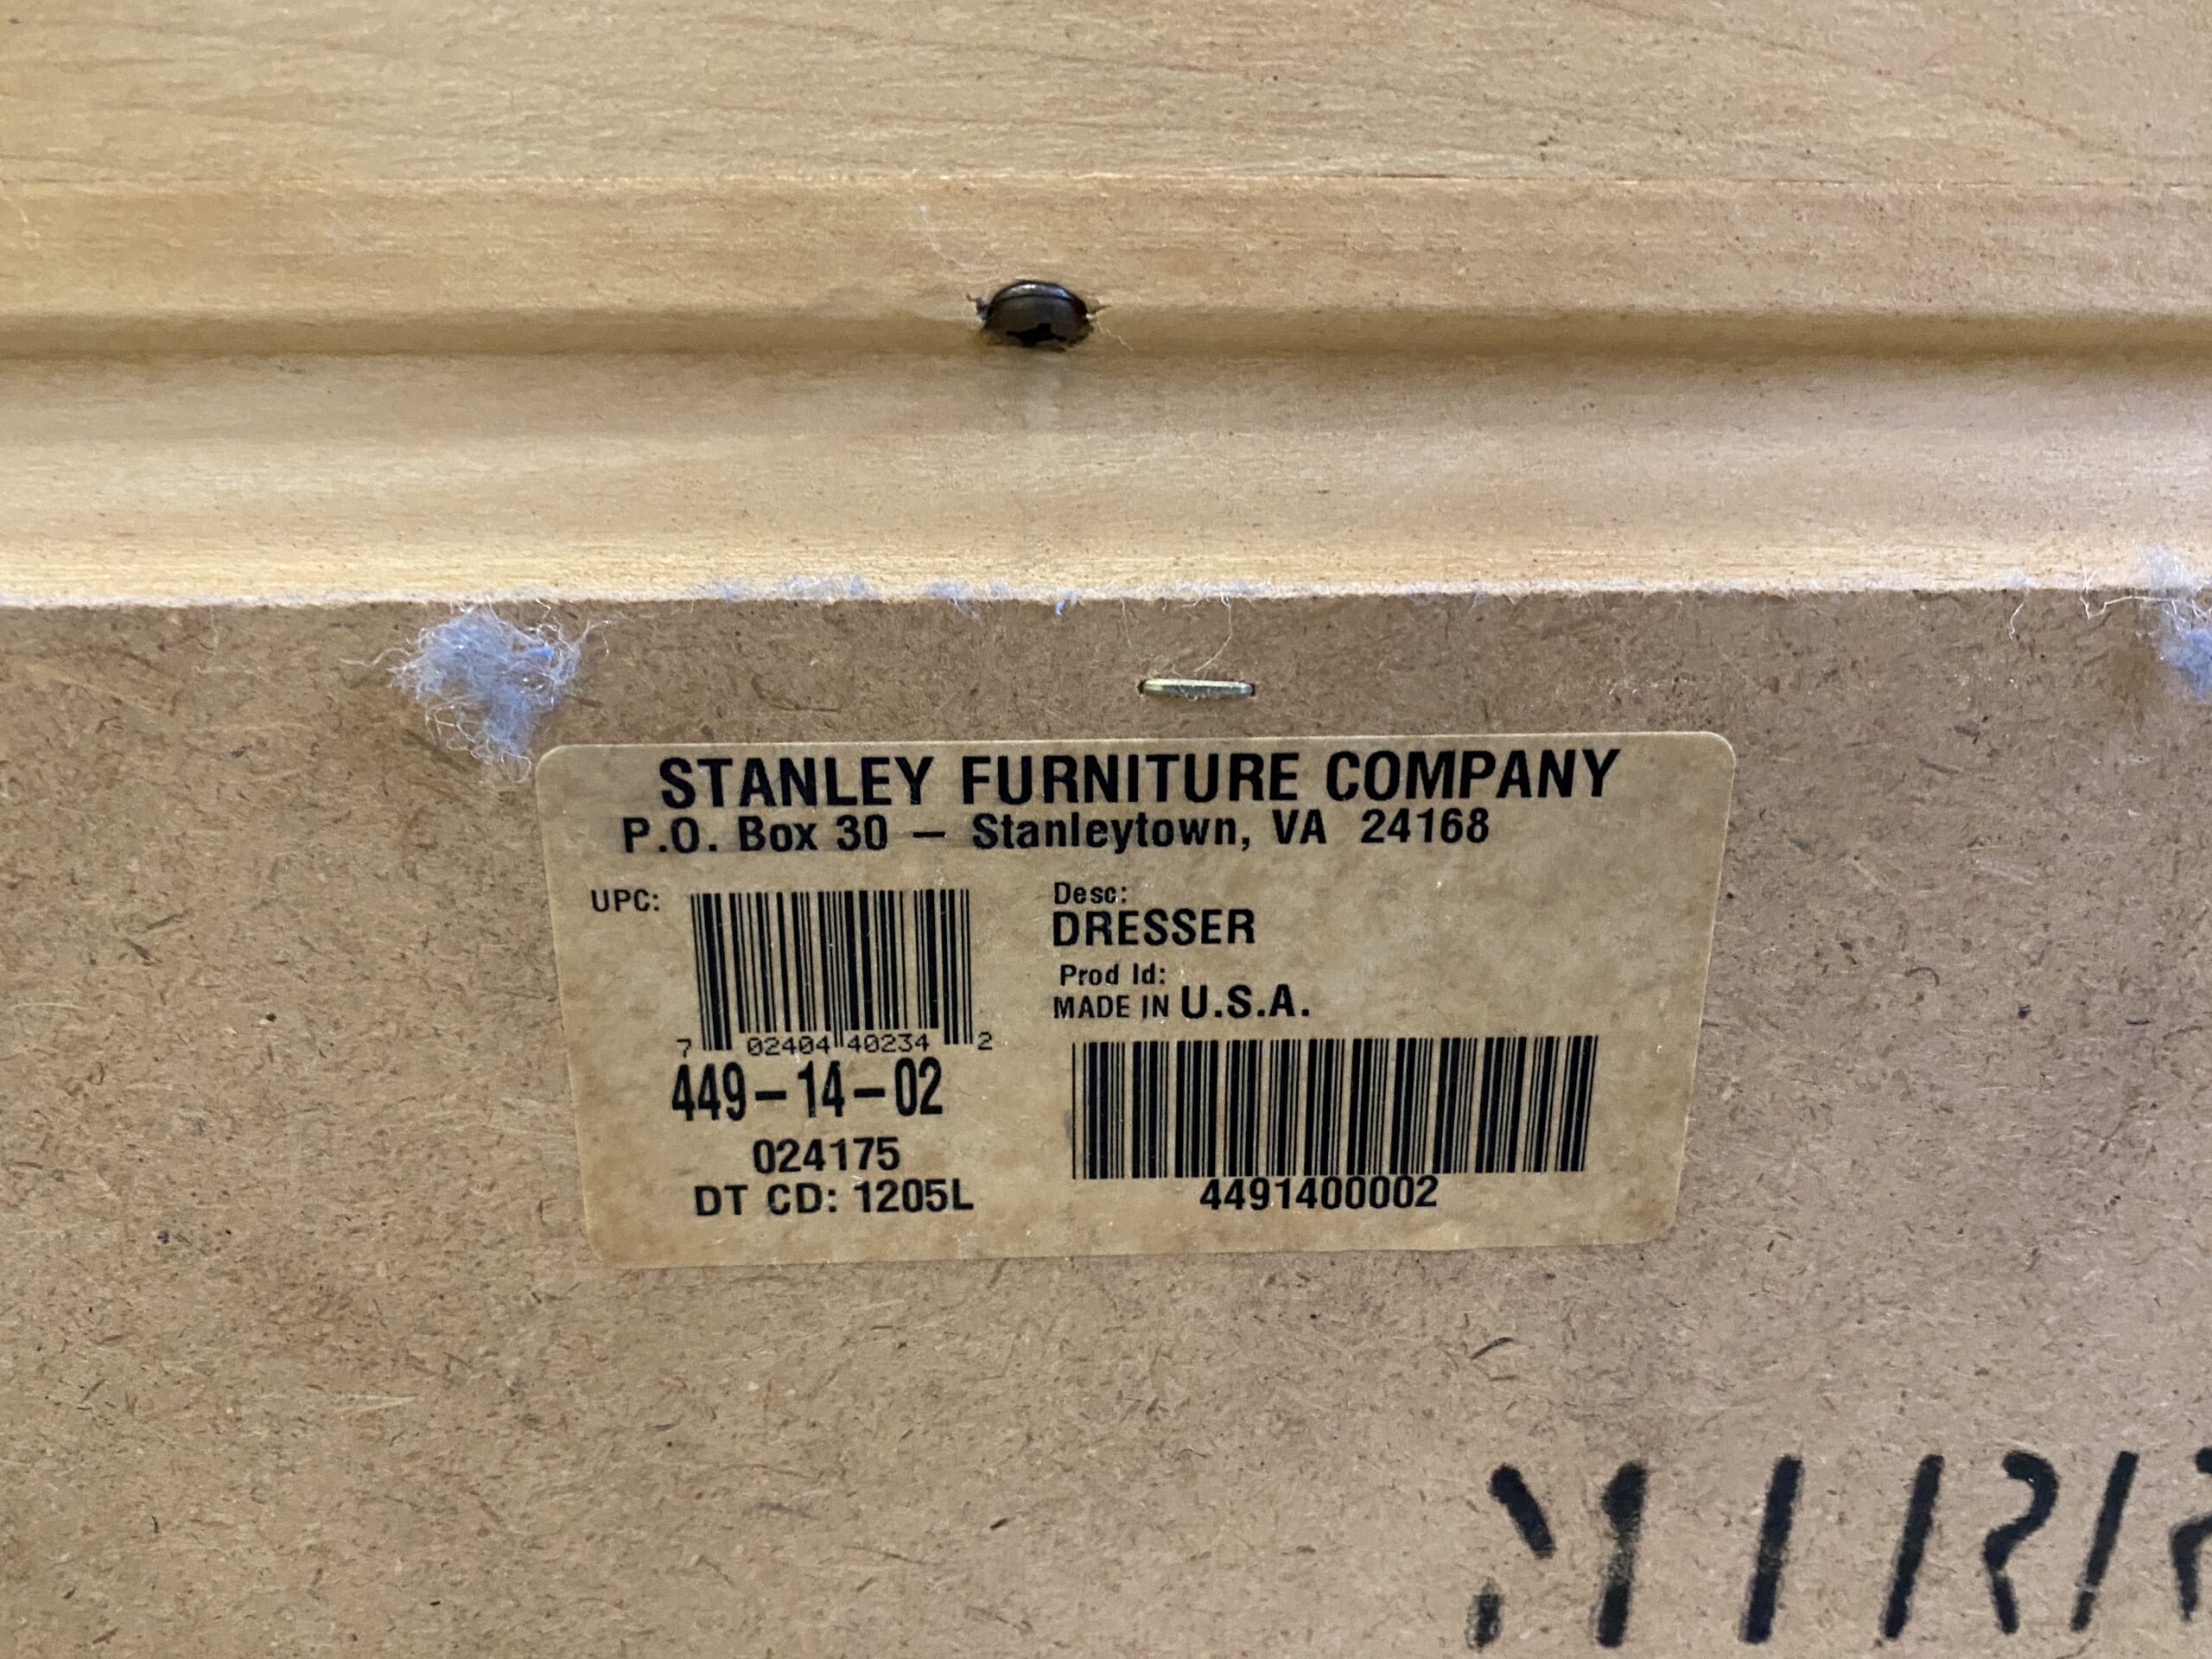 STANLEY FURNITURE COMPANY
P.O. Box 30 — Stanleytown, VA 24168
UPC:
7 02404 40234 2
449-14-02
024175
DT CD: 1205L
Desc:
DRESSER
Prod Id:
MADE IN U.S.A.
4491400002